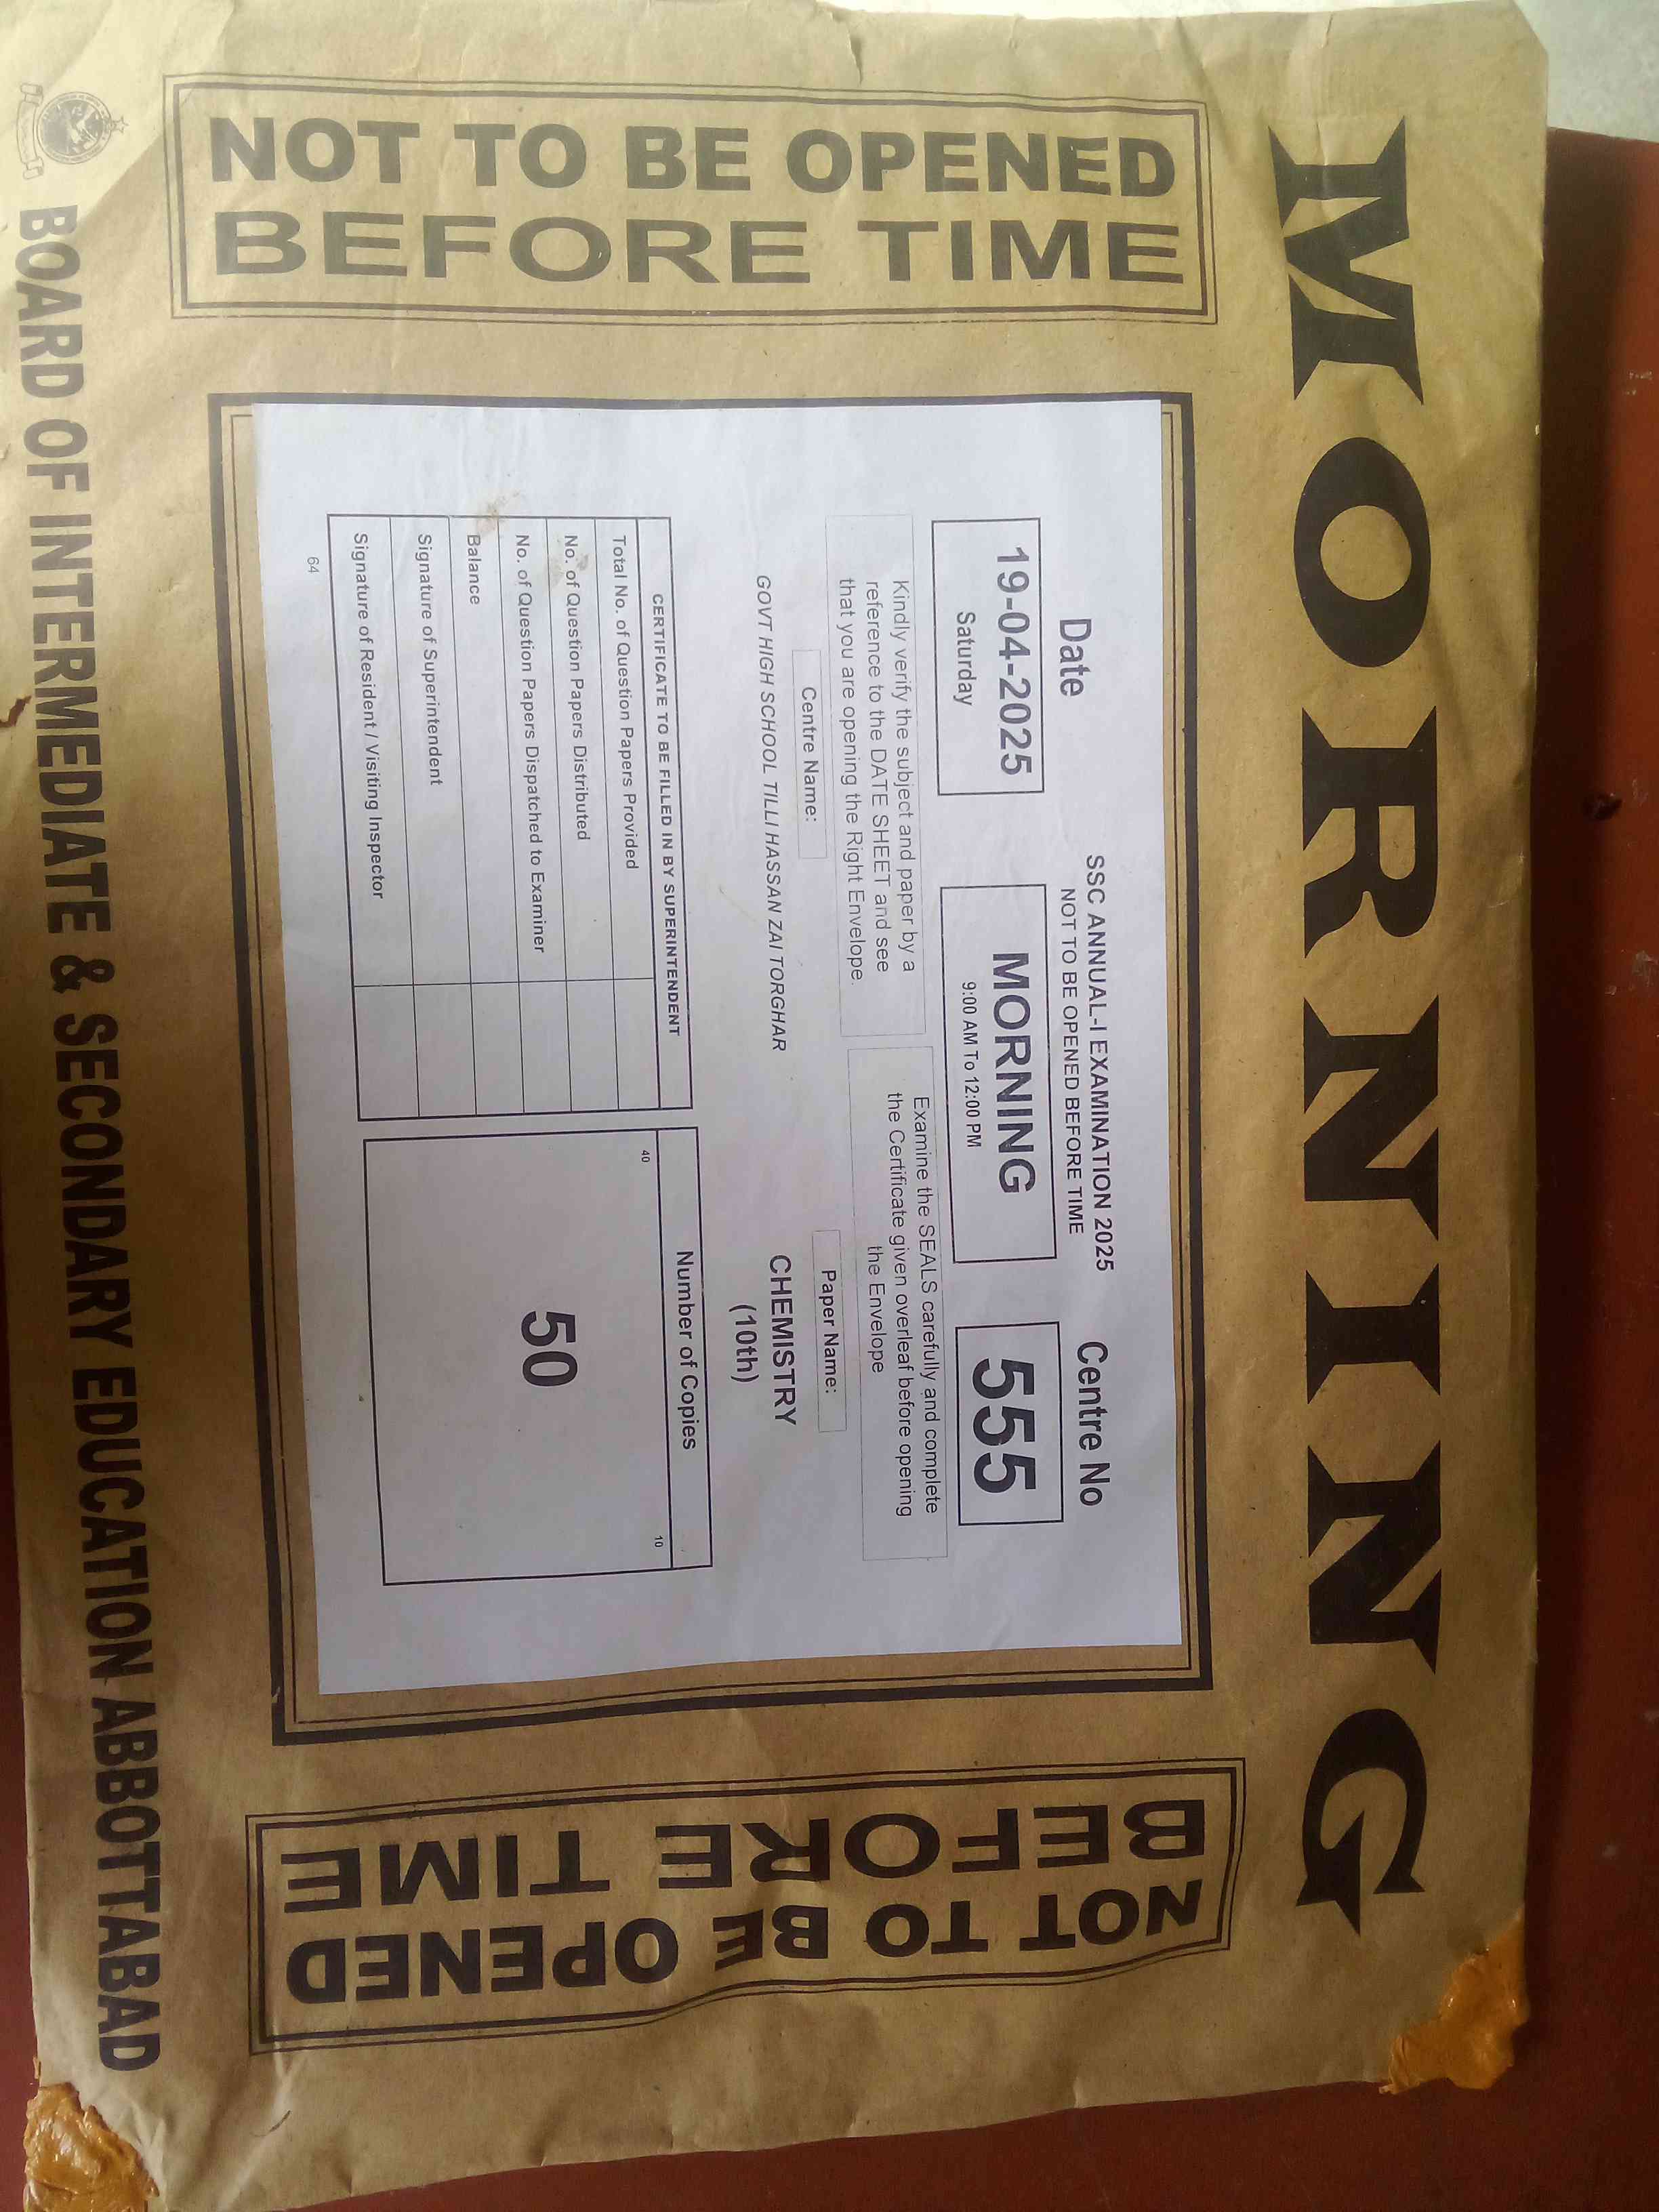 MORNING
NOT TO BE OPENED
BEFORE TIME
SSC ANNUAL-I EXAMINATION 2025
NOT TO BE OPENED BEFORE TIME
Date
19-04-2025
Saturday
MORNING
9:00 AM To 12:00 PM
Centre No
555
Kindly verify the subject and paper by a
reference to the DATE SHEET and see
that you are opening the Right Envelope.
Examine the SEALS carefully and complete
the Certificate given overleaf before opening
the Envelope
Centre Name:
GOVT HIGH SCHOOL TILLI HASSAN ZAI TORGHAR
Paper Name:
CHEMISTRY
(10th)
CERTIFICATE TO BE FILLED IN BY SUPERINTENDENT
Total No. of Question Papers Provided
No. of Question Papers Distributed
No. of Question Papers Dispatched to Examiner
Balance
Signature of Superintendent
Signature of Resident / Visiting Inspector
Number of Copies
40
10
50
64
NOT TO BE OPENED
BEFORE TIME
BOARD OF INTERMEDIATE & SECONDARY EDUCATION ABBOTTABAD